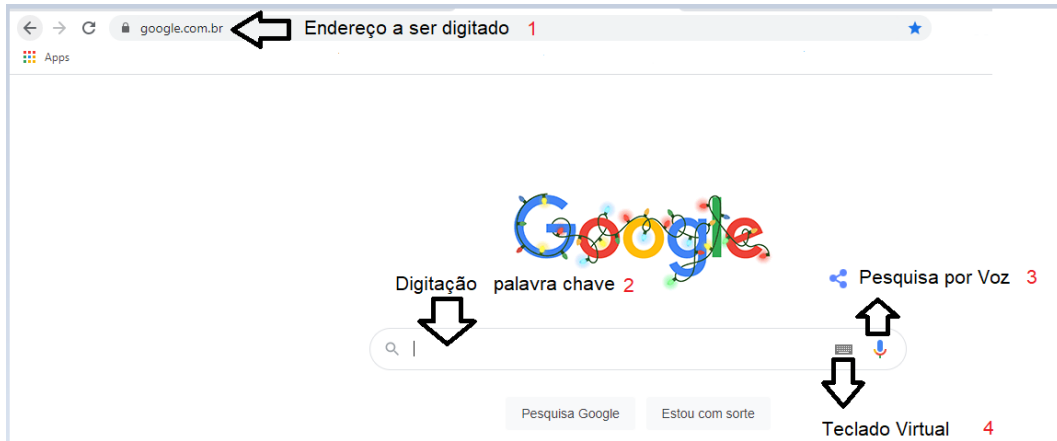 google.com.br Endereço a ser digitado 1
Apps
Google
Digitação palavra chave 2
Pesquisa por Voz 3
Pesquisa Google Estou com sorte
Teclado Virtual 4